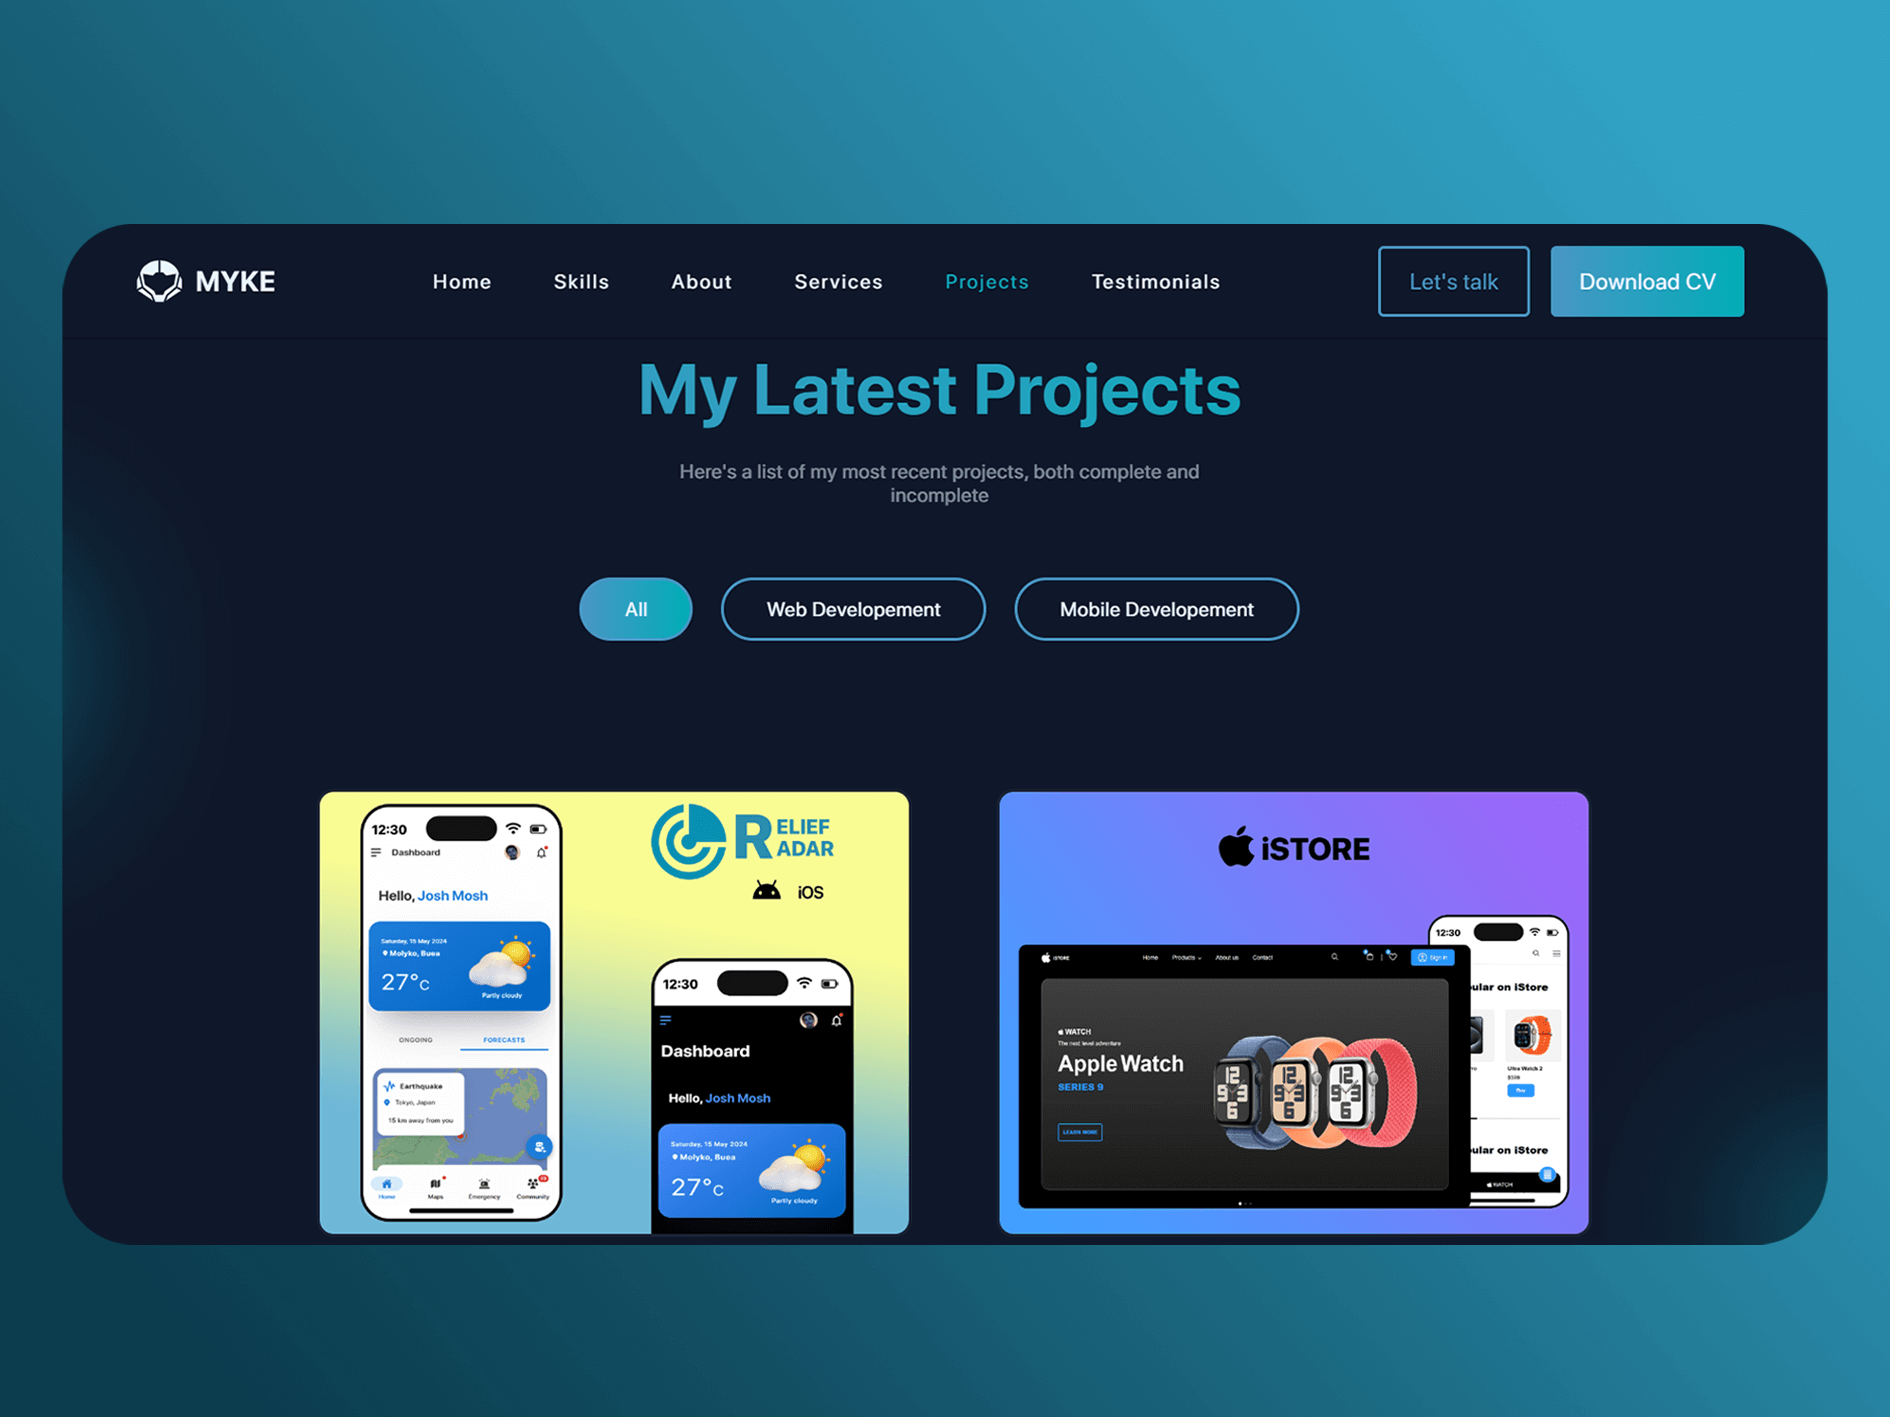 MYKE
Home
Skills
About
Services
Projects
Testimonials
Let's talk
Download CV
My Latest Projects
Here's a list of my most recent projects, both complete and
incomplete
All
Web Developement
Mobile Developement
12:30
Dashboard
Hello, Josh Mosh
Saturday, 15 May 2024
Molyko, Buea
27°C
Partly cloudy
ONGOING
FORECASTS
Earthquake
Tokyo, Japan
15 km away from you
Home
Maps
Emergency
Community
RELIEF
RADAR
iOS
12:30
Dashboard
Hello, Josh Mosh
Saturday, 15 May 2024
Molyko, Buea
27°C
Partly cloudy
iSTORE
iSTORE
Home
Products
About us
Contact
Sign in
WATCH
The next level adventure
Apple Watch
SERIES 9
LEARN MORE
12:30
ular on iStore
Ultra Watch 2
ular on iStore
WATCH